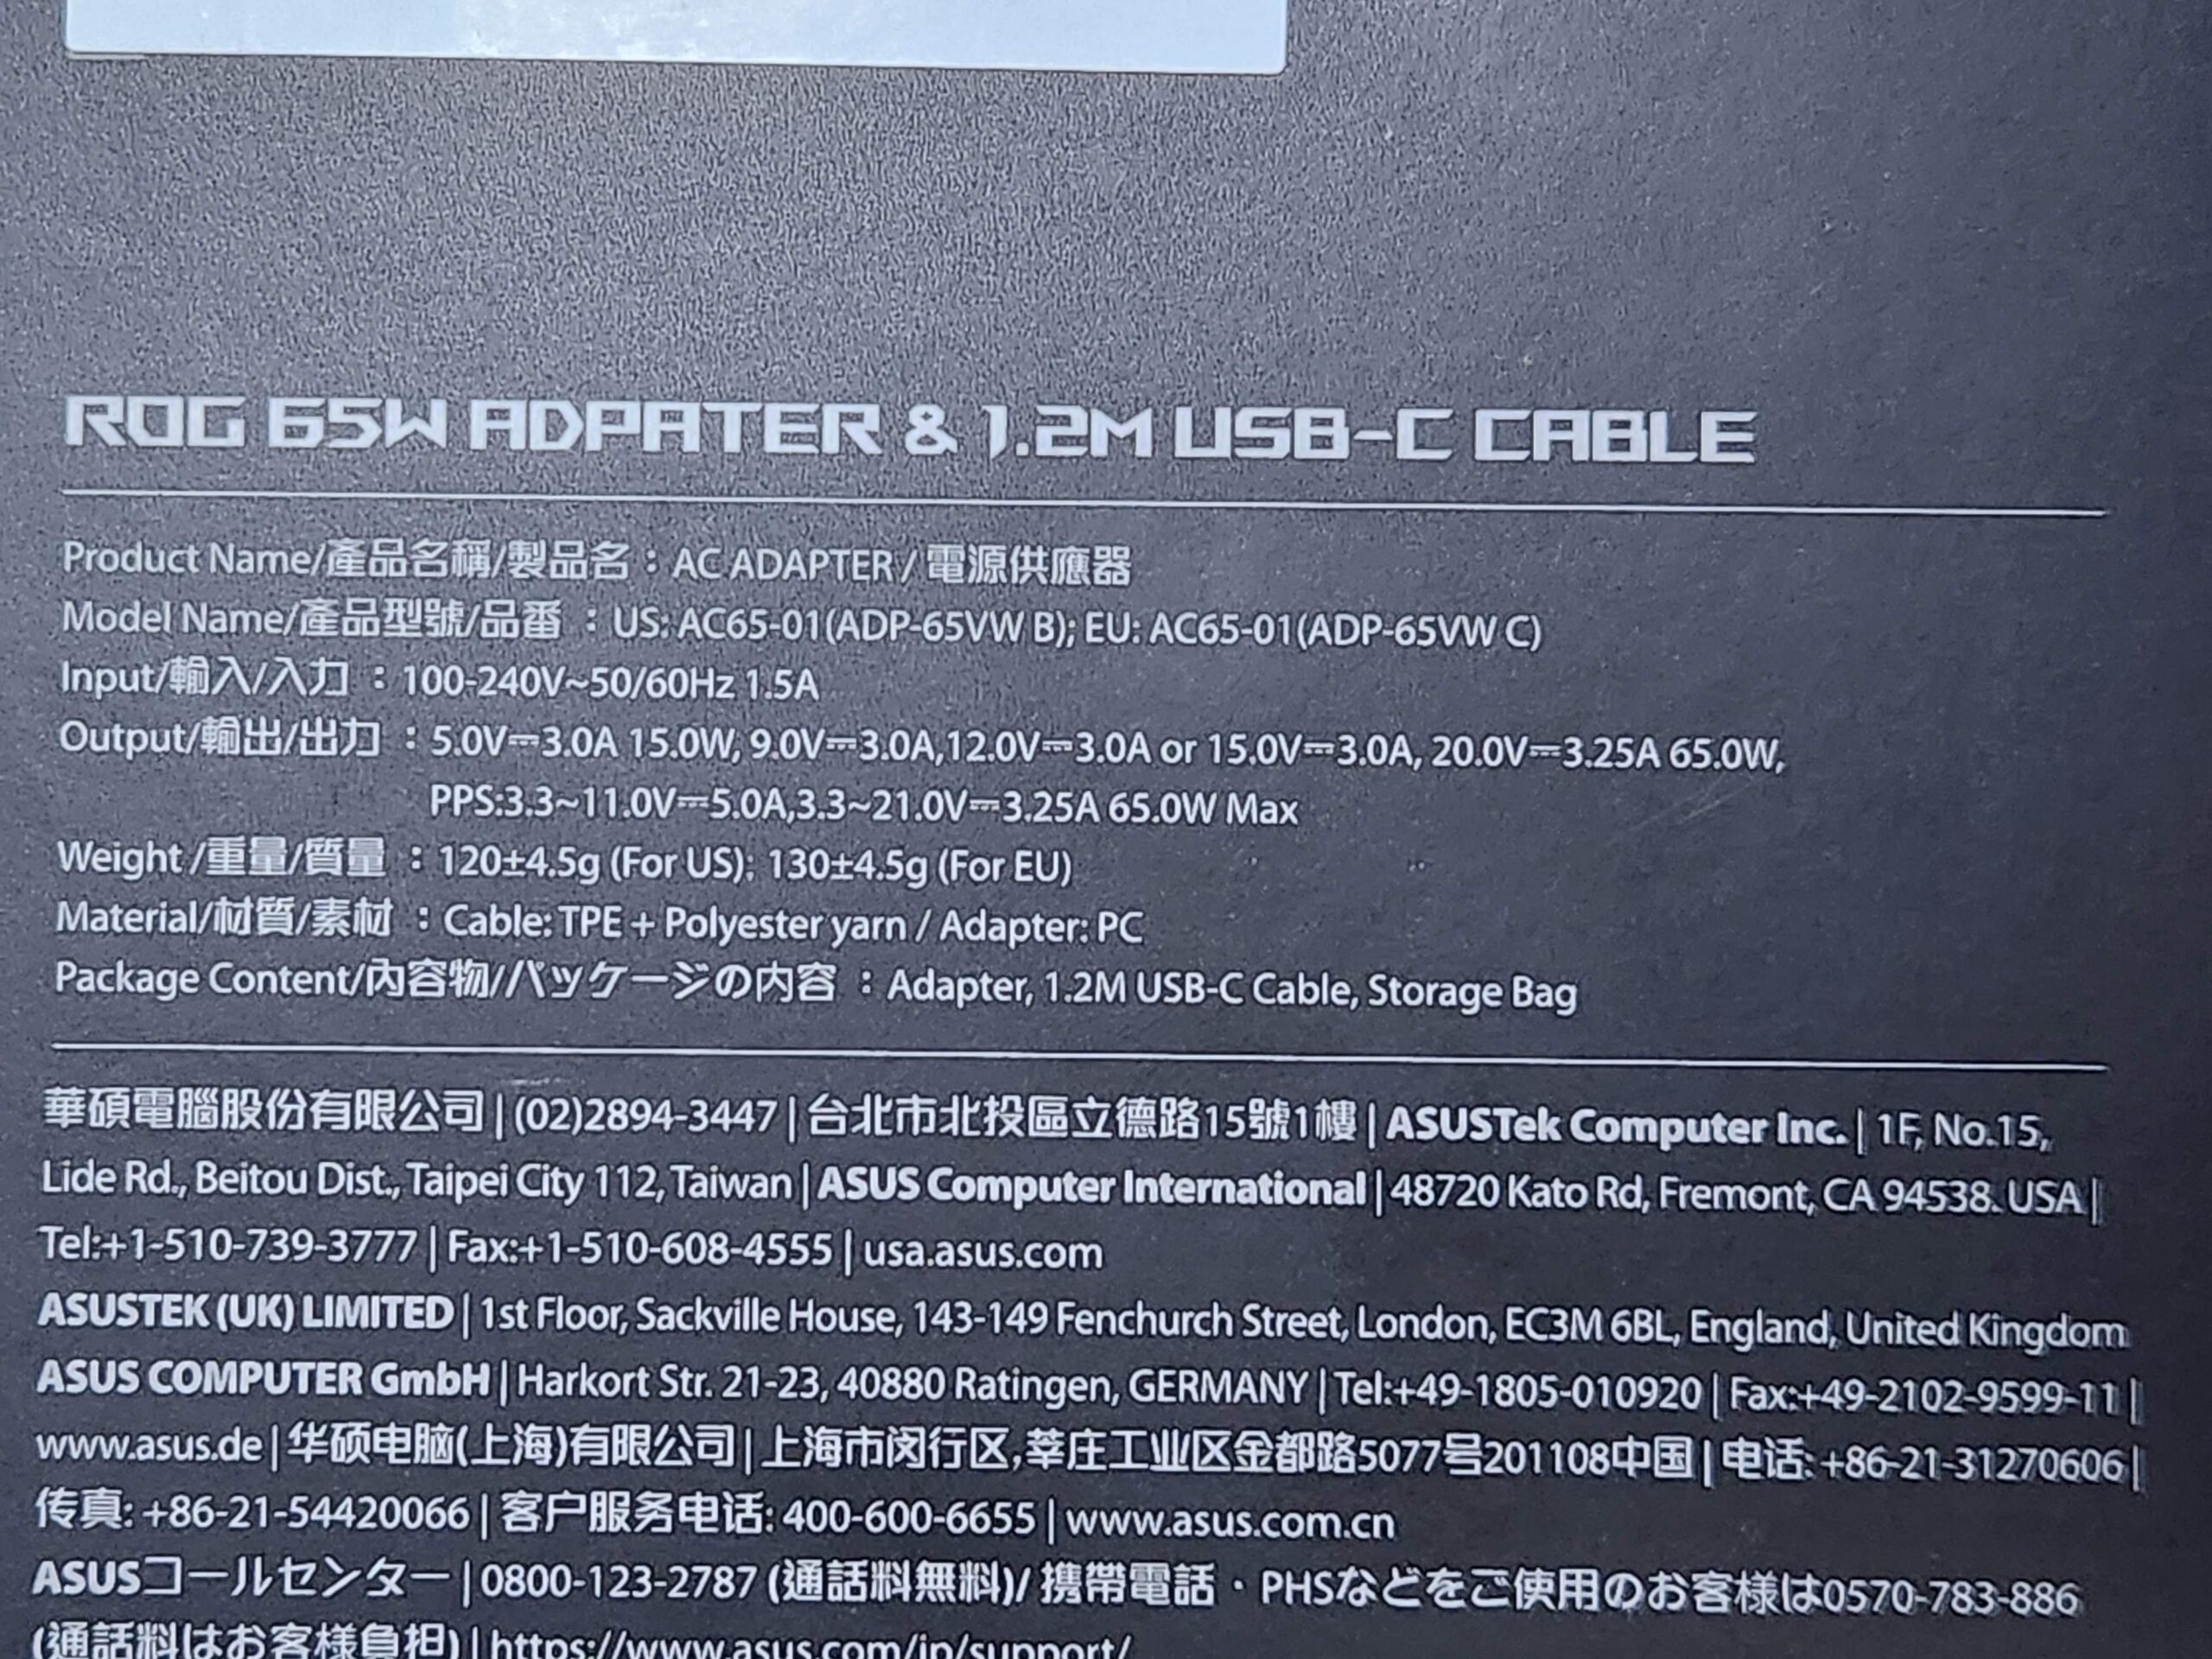 ROG 65W ADPATER & 1.2M USB-C CABLE
Product Name/產品名稱/製品名：AC ADAPTER / 電源供應器
Model Name/產品型號/品番 ：US: AC65-01(ADP-65VW B); EU: AC65-01(ADP-65VW C)
Input/輸入/入力 ：100-240V~50/60Hz 1.5A
Output/輸出/出力 ：5.0V⎓3.0A 15.0W, 9.0V⎓3.0A,12.0V⎓3.0A or 15.0V⎓3.0A, 20.0V⎓3.25A 65.0W,
PPS:3.3~11.0V⎓5.0A,3.3~21.0V⎓3.25A 65.0W Max
Weight /重量/質量 ：120±4.5g (For US); 130±4.5g (For EU)
Material/材質/素材 ：Cable: TPE + Polyester yarn / Adapter: PC
Package Content/內容物//パッケージの内容 ：Adapter, 1.2M USB-C Cable, Storage Bag
華碩電腦股份有限公司 | (02)2894-3447 | 台北市北投區立德路15號1樓 | ASUSTek Computer Inc. | 1F, No.15,
Lide Rd., Beitou Dist., Taipei City 112, Taiwan | ASUS Computer International | 48720 Kato Rd, Fremont, CA 94538. USA |
Tel:+1-510-739-3777 | Fax:+1-510-608-4555 | usa.asus.com
ASUSTEK (UK) LIMITED | 1st Floor, Sackville House, 143-149 Fenchurch Street, London, EC3M 6BL, England, United Kingdom
ASUS COMPUTER GmbH | Harkort Str. 21-23, 40880 Ratingen, GERMANY | Tel:+49-1805-010920 | Fax:+49-2102-9599-11 |
www.asus.de | 华硕电脑(上海)有限公司 | 上海市闵行区,莘庄工业区金都路5077号201108中国 | 电话: +86-21-31270606 |
传真: +86-21-54420066 | 客户服务电话: 400-600-6655 | www.asus.com.cn
ASUSコールセンター | 0800-123-2787 (通話料無料)/ 携帯電話・PHSなどをご使用のお客様は0570-783-886
(通話料はお客様負担) | https://www.asus.com/jp/support/